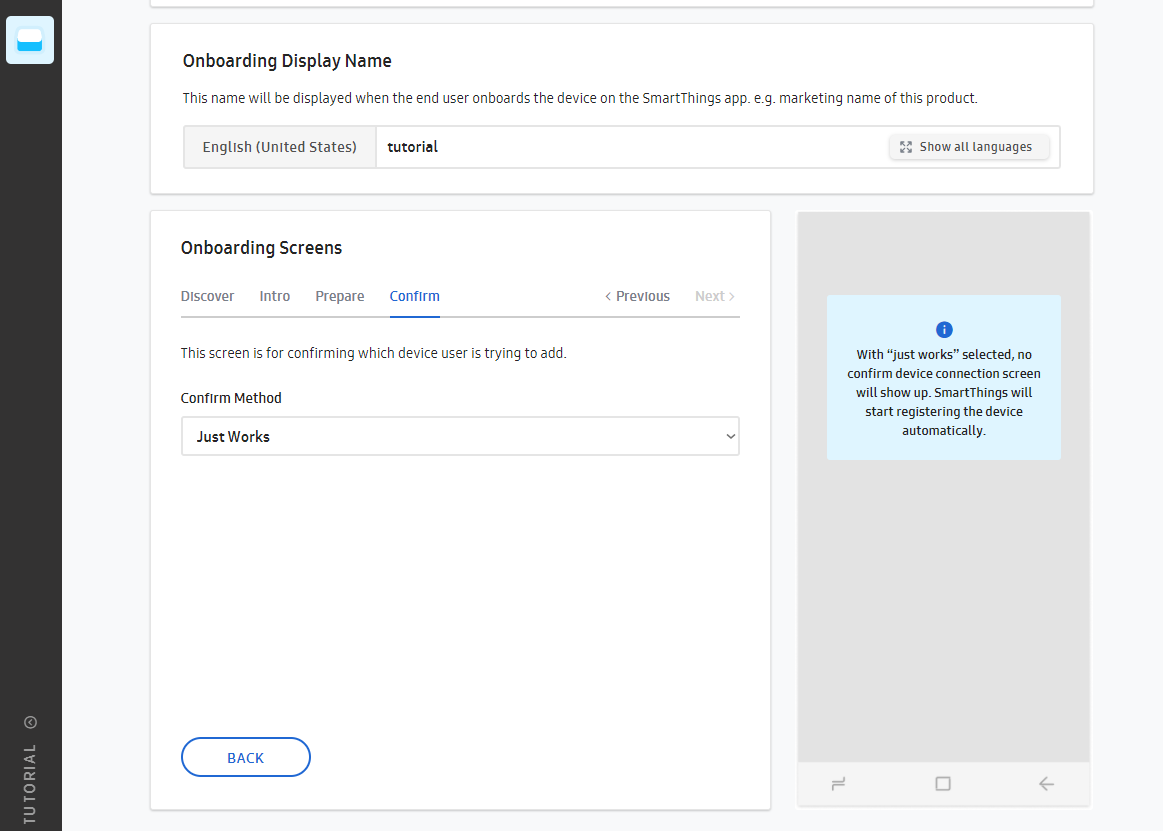 Onboarding Display Name
This name will be displayed when the end user onboards the device on the SmartThings app. e.g. marketing name of this product.
English (United States)
tutorial
Show all languages
Onboarding Screens
Discover
Intro
Prepare
Confirm
< Previous
Next >
This screen is for confirming which device user is trying to add.
Confirm Method
Just Works
BACK
With “just works” selected, no
confirm device connection screen
will show up. SmartThings will
start registering the device
automatically.
TUTORIAL